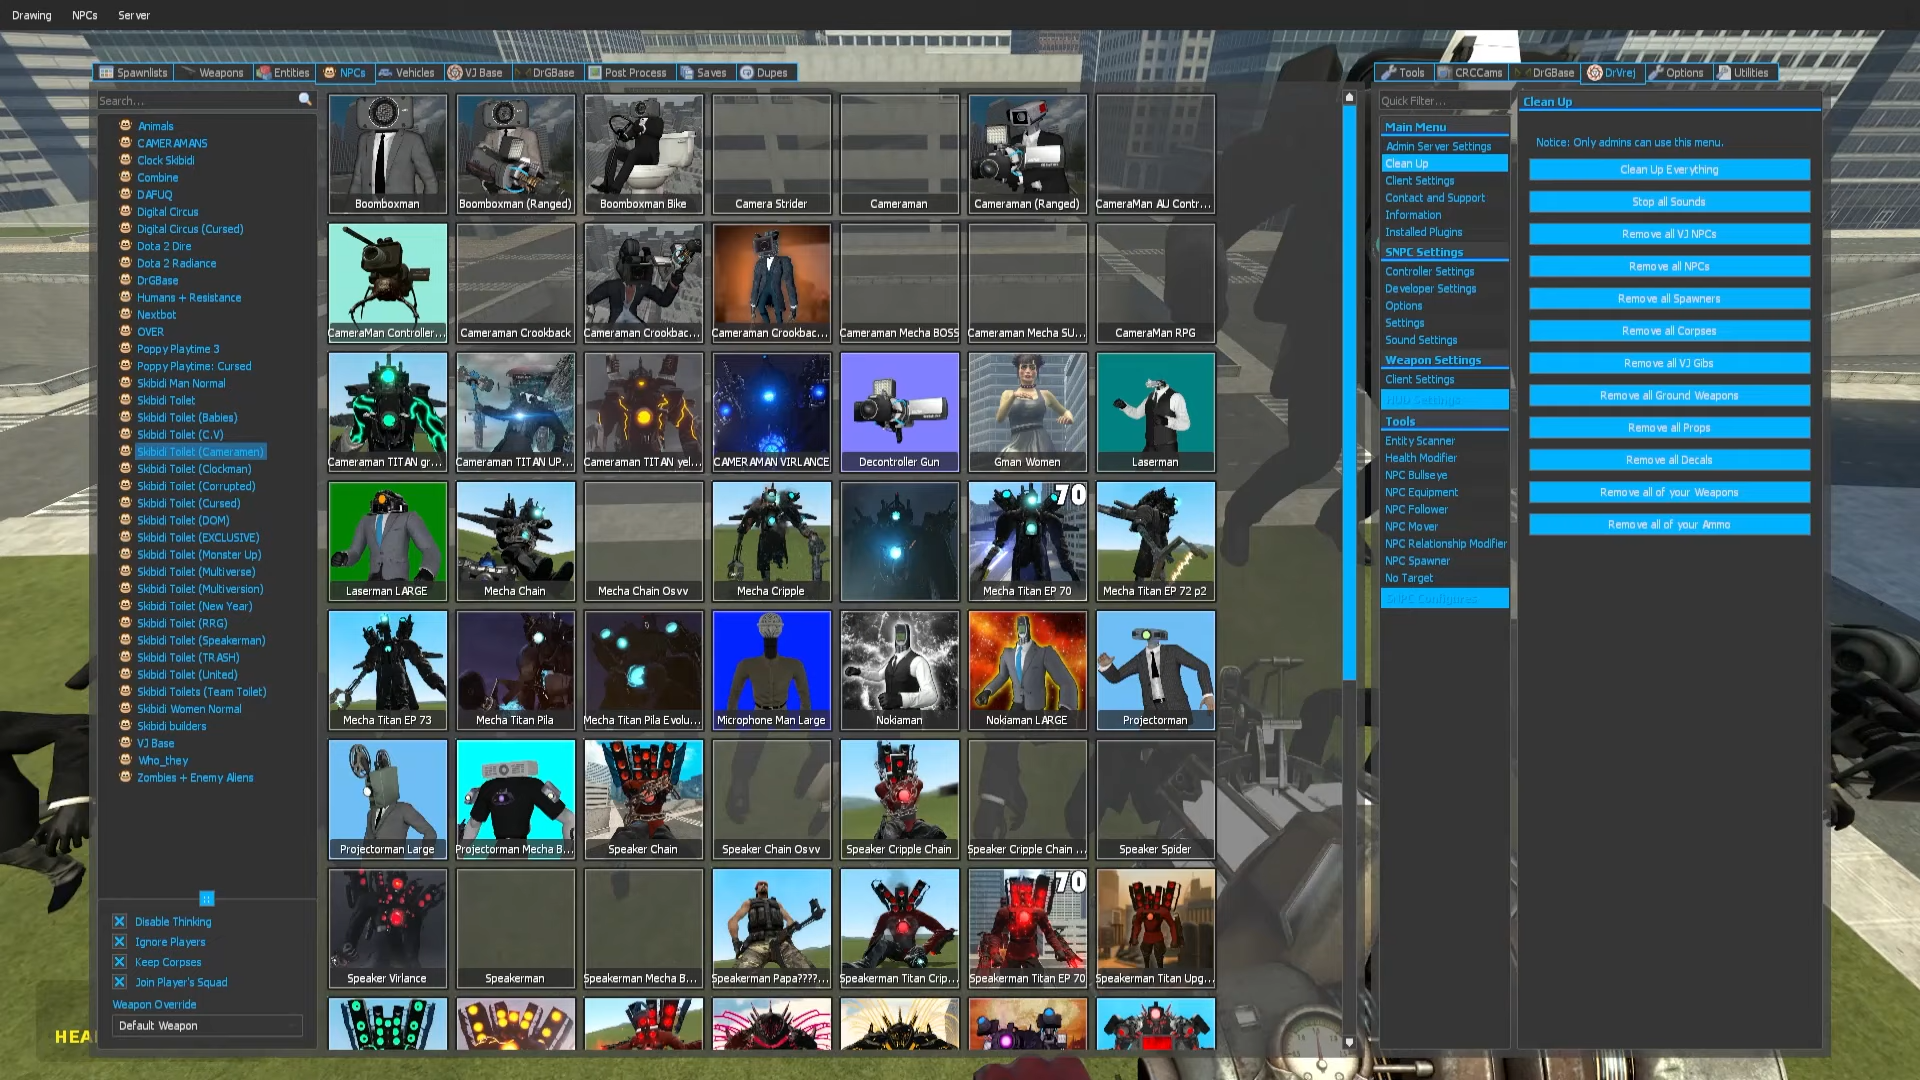 Drawing NPCs Server
Spawnlists Weapons Entities NPCs Vehicles VJ Base DrGBase Post Process Saves Dupes
Search...
Animals
CAMERAMANS
Clock Skibidi
Combine
DAFUQ
Digital Circus
Digital Circus (Cursed)
Dota 2 Dire
Dota 2 Radiance
DrGBase
Humans + Resistance
Nextbot
OVER
Poppy Playtime 3
Poppy Playtime: Cursed
Skibidi Man Normal
Skibidi Toilet
Skibidi Toilet (Babies)
Skibidi Toilet (C.V)
Skibidi Toilet (Cameramen)
Skibidi Toilet (Clockman)
Skibidi Toilet (Corrupted)
Skibidi Toilet (Cursed)
Skibidi Toilet (DOM)
Skibidi Toilet (EXCLUSIVE)
Skibidi Toilet (Monster Up)
Skibidi Toilet (Multiverse)
Skibidi Toilet (Multiversion)
Skibidi Toilet (New Year)
Skibidi Toilet (RRG)
Skibidi Toilet (Speakerman)
Skibidi Toilet (TRASH)
Skibidi Toilet (United)
Skibidi Toilets (Team Toilet)
Skibidi Women Normal
Skibidi builders
VJ Base
Who_they
Zombies + Enemy Aliens
Disable Thinking
Ignore Players
Keep Corpses
Join Player's Squad
Weapon Override
Default Weapon
HEA
Boomboxman Boomboxman (Ranged) Boomboxman Bike Camera Strider Cameraman Cameraman (Ranged) CameraMan AU Contr...
CameraMan Controller... Cameraman Crookback Cameraman Crookbac... Cameraman Crookbac... Cameraman Mecha BOSS Cameraman Mecha SU... CameraMan RPG
Cameraman TITAN gr... Cameraman TITAN UP... Cameraman TITAN yel... CAMERAMAN VIRLANCE Decontroller Gun Gman Women Laserman
70
Laserman LARGE Mecha Chain Mecha Chain Osvv Mecha Cripple Mecha Titan EP 70 Mecha Titan EP 72 p2
Mecha Titan EP 73 Mecha Titan Pila Mecha Titan Pila Evolu... Microphone Man Large Nokiaman Nokiaman LARGE Projectorman
Projectorman Large Projectorman Mecha B... Speaker Chain Speaker Chain Osvv Speaker Cripple Chain Speaker Cripple Chain ... Speaker Spider
70
Speaker Virlance Speakerman Speakerman Mecha B... Speakerman Papa????... Speakerman Titan Crip... Speakerman Titan EP 70 Speakerman Titan Upg...
Tools CRCCams DrGBase DrVrej Options Utilities
Quick Filter...
Main Menu
Admin Server Settings
Clean Up
Client Settings
Contact and Support
Information
Installed Plugins
SNPC Settings
Controller Settings
Developer Settings
Options
Settings
Sound Settings
Weapon Settings
Client Settings
HUD Settings
Tools
Entity Scanner
Health Modifier
NPC Bullseye
NPC Equipment
NPC Follower
NPC Mover
NPC Relationship Modifier
NPC Spawner
No Target
SNPC Configures
Clean Up
Notice: Only admins can use this menu.
Clean Up Everything
Stop all Sounds
Remove all VJ NPCs
Remove all NPCs
Remove all Spawners
Remove all Corpses
Remove all VJ Gibs
Remove all Ground Weapons
Remove all Props
Remove all Decals
Remove all of your Weapons
Remove all of your Ammo